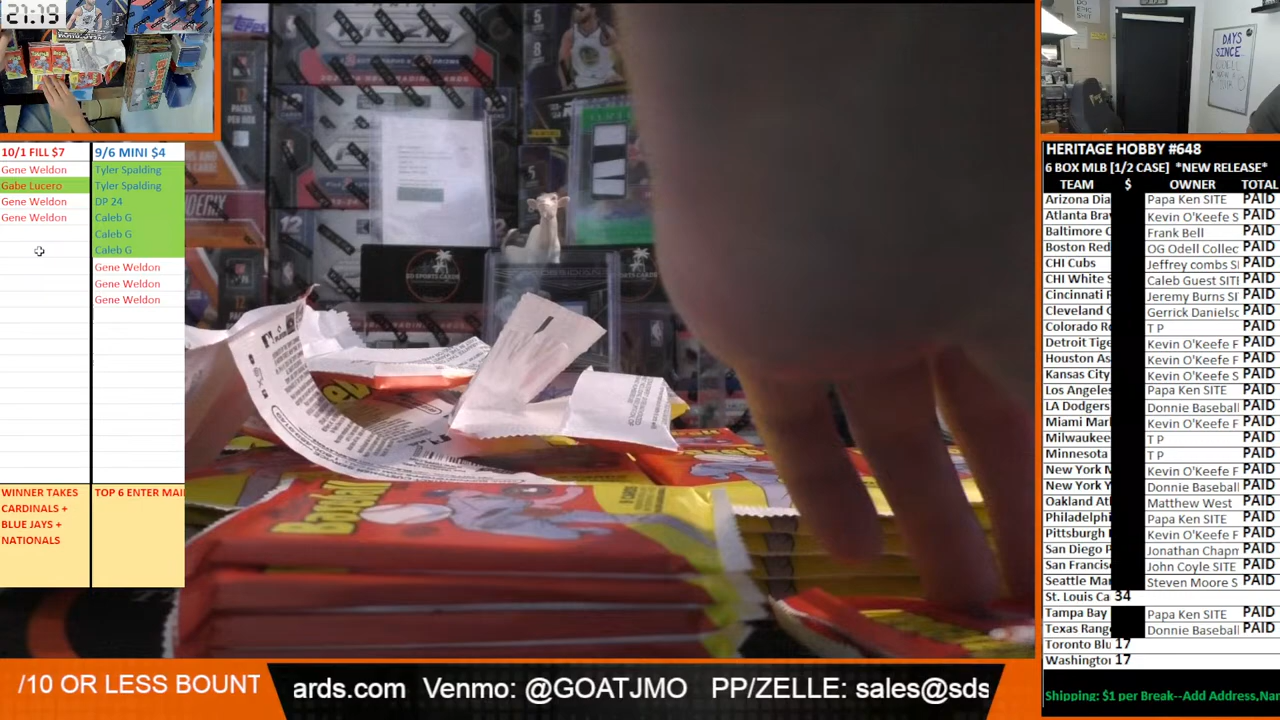 21:19
10/1 FILL $7
Gene Weldon
Gabe Lucero
Gene Weldon
Gene Weldon
9/6 MINI $4
Tyler Spalding
Tyler Spalding
DP 24
Caleb G
Caleb G
Caleb G
Gene Weldon
Gene Weldon
Gene Weldon
WINNER TAKES
CARDINALS +
BLUE JAYS +
NATIONALS
TOP 6 ENTER MAI
topps
12
Baseball
DAYS
SINCE
HERITAGE HOBBY #648
6 BOX MLB [1/2 CASE] *NEW RELEASE*
TEAM $ OWNER TOTAL
Arizona Dia Papa Ken SITE PAID
Atlanta Bra Kevin O'Keefe S PAID
Baltimore C Frank Bell PAID
Boston Red OG Odell Collec PAID
CHI Cubs Jeffrey combs SI PAID
CHI White S Caleb Guest SITE PAID
Cincinnati R Jeremy Burns SI PAID
Cleveland G Gerrick Danielso PAID
Colorado Ro T P PAID
Detroit Tige Kevin O'Keefe F PAID
Houston As Kevin O'Keefe F PAID
Kansas City Kevin O'Keefe S PAID
Los Angeles Papa Ken SITE PAID
LA Dodgers Donnie Baseball PAID
Miami Marl Kevin O'Keefe F PAID
Milwaukee T P PAID
Minnesota T P PAID
New York M Kevin O'Keefe F PAID
New York Y Donnie Baseball PAID
Oakland Atl Matthew West PAID
Philadelphi Papa Ken SITE PAID
Pittsburgh Kevin O'Keefe F PAID
San Diego P Jonathan Chapm PAID
San Francis John Coyle SITE PAID
Seattle Mar Steven Moore S PAID
St. Louis Ca 34
Tampa Bay Papa Ken SITE PAID
Texas Rang Donnie Baseball PAID
Toronto Blu 17
Washingtor 17
Shipping: $1 per Break--Add Address,Nar
/10 OR LESS BOUNT
ards.com Venmo: @GOATJMO PP/ZELLE: sales@sds